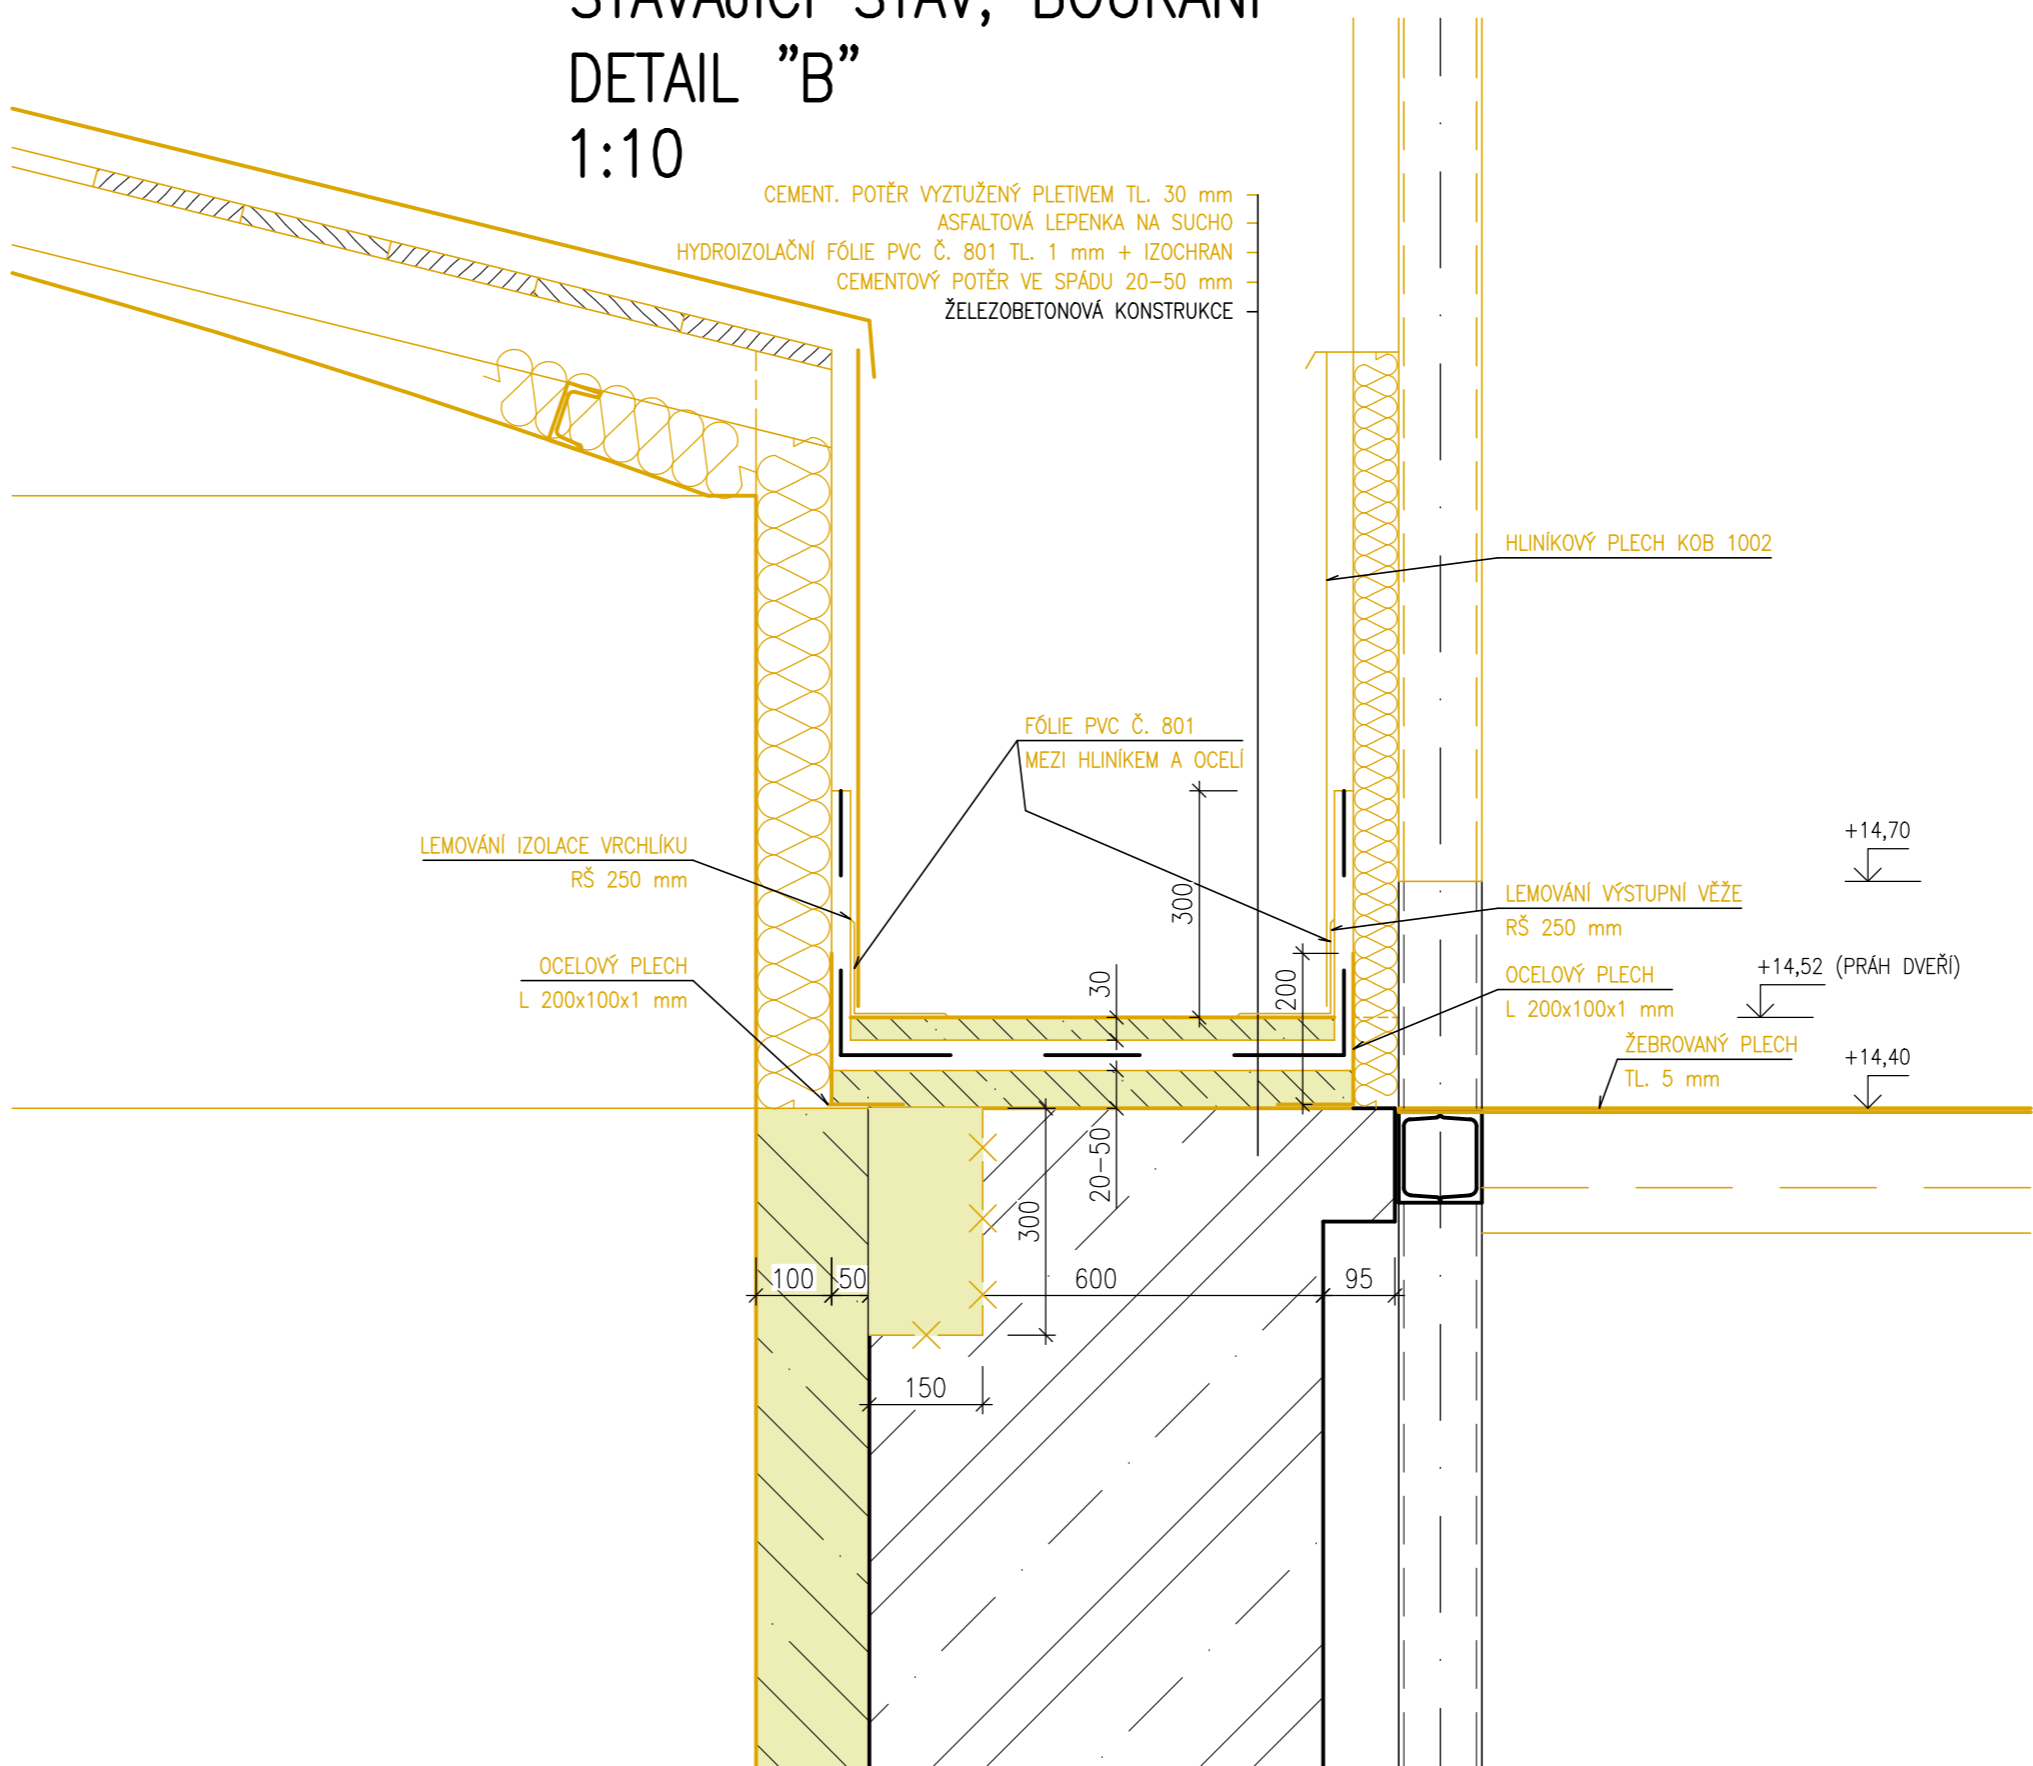 STÁVAJÍCÍ STAV, BOURÁNÍ
DETAIL "B"
1:10
CEMENT. POTĚR VYZTUŽENÝ PLETIVEM TL. 30 mm
ASFALTOVÁ LEPENKA NA SUCHO
HYDROIZOLAČNÍ FÓLIE PVC Č. 801 TL. 1 mm + IZOCHRAN
CEMENTOVÝ POTĚR VE SPÁDU 20-50 mm
ŽELEZOBETONOVÁ KONSTRUKCE
HLINÍKOVÝ PLECH KOB 1002
FÓLIE PVC Č. 801
MEZI HLINÍKEM A OCELÍ
LEMOVÁNÍ IZOLACE VRCHLÍKU
RŠ 250 mm
OCELOVÝ PLECH
L 200x100x1 mm
300
30
200
20-50
300
+14,70
LEMOVÁNÍ VÝSTUPNÍ VĚŽE
RŠ 250 mm
OCELOVÝ PLECH
L 200x100x1 mm
+14,52 (PRÁH DVEŘÍ)
ŽEBROVANÝ PLECH
TL. 5 mm
+14,40
100
50
600
95
150